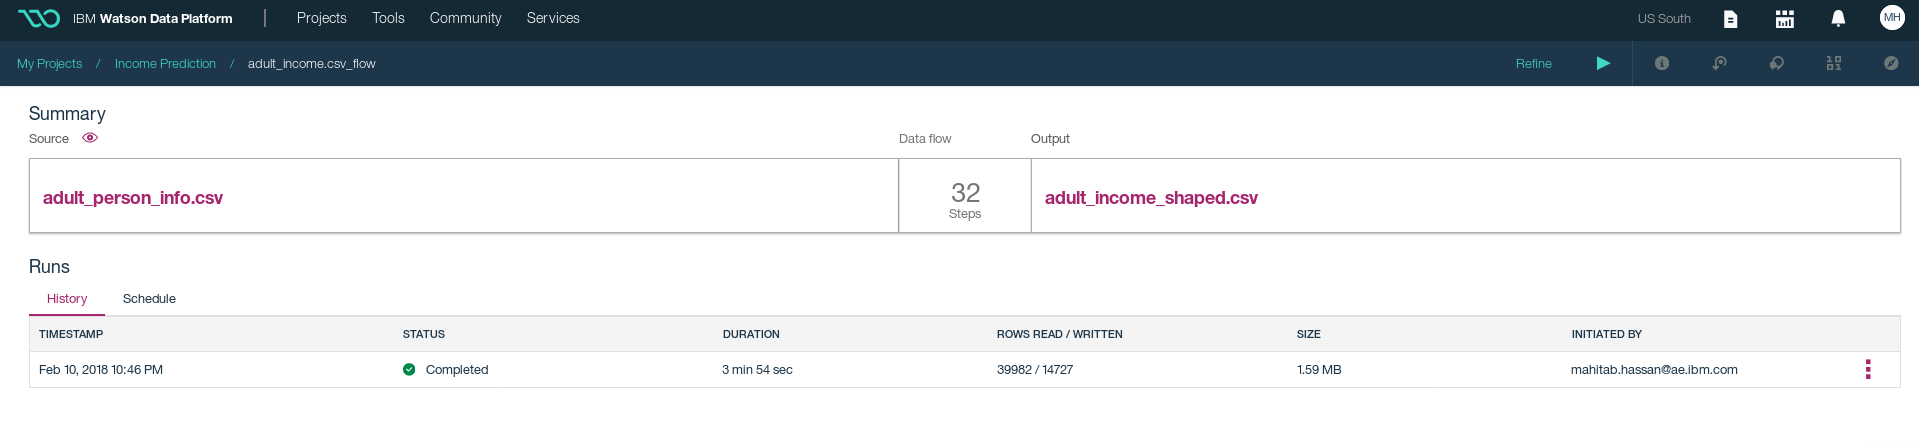 IBM Watson Data Platform | Projects Tools Community Services US South MH
My Projects / Income Prediction / adult_income.csv_flow Refine
Summary
Source Data flow Output
adult_person_info.csv 32 Steps adult_income_shaped.csv
Runs
History Schedule
TIMESTAMP STATUS DURATION ROWS READ / WRITTEN SIZE INITIATED BY
Feb 10, 2018 10:46 PM Completed 3 min 54 sec 39982 / 14727 1.59 MB mahitab.hassan@ae.ibm.com